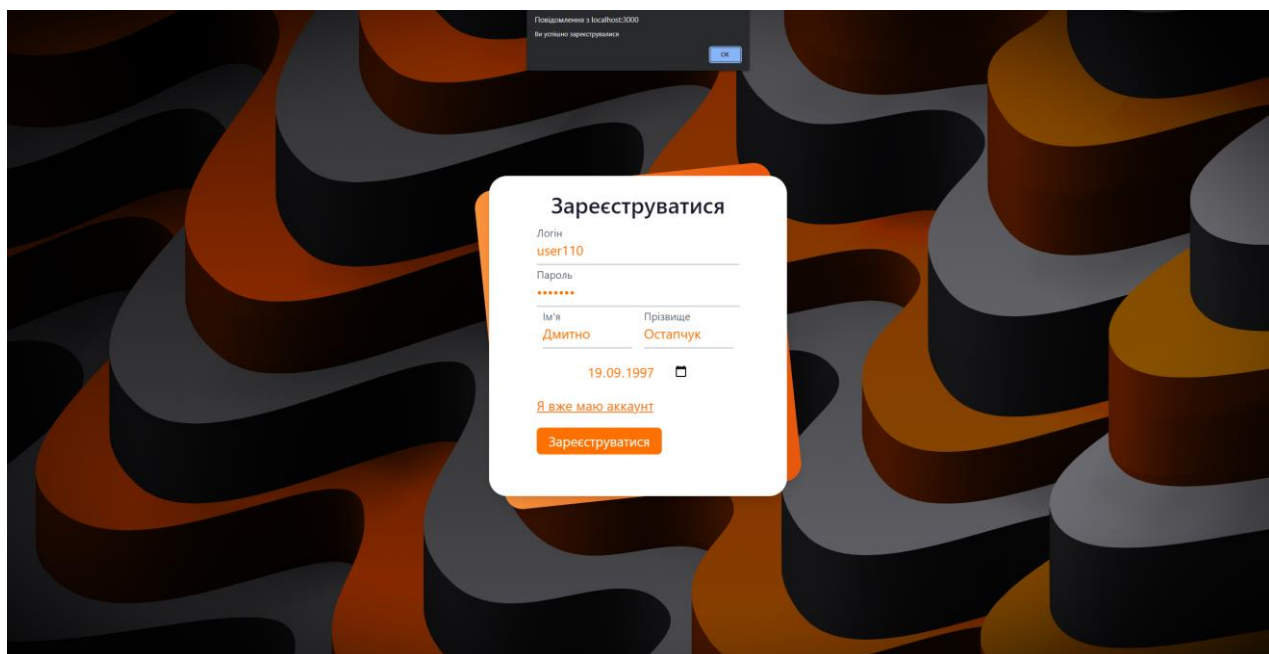 Повідомлення з localhost:3000
Ви успішно зареєструвалися
ОК
Зареєструватися
Логін
user110
Пароль
•••••••
Ім'я Прізвище
Дмитно Остапчук
19.09.1997
Я вже маю аккаунт
Зареєструватися